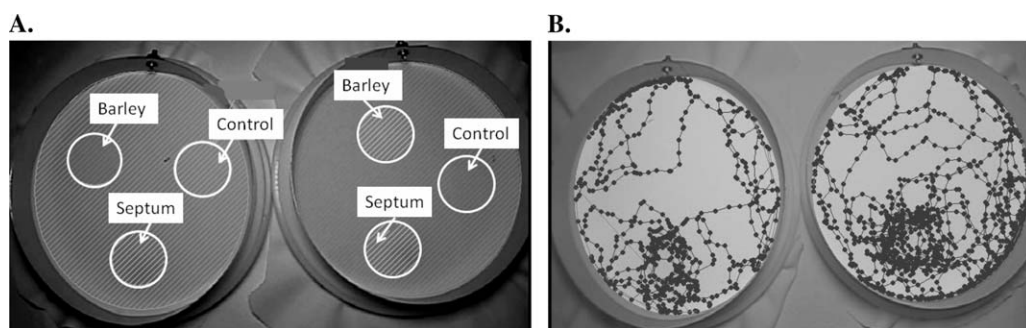 A.
B.
Barley
Control
Septum
Barley
Control
Septum